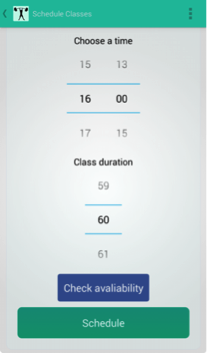 Schedule Classes
Choose a time
15 13
16 00
17 15
Class duration
59
60
61
Check avaliability
Schedule